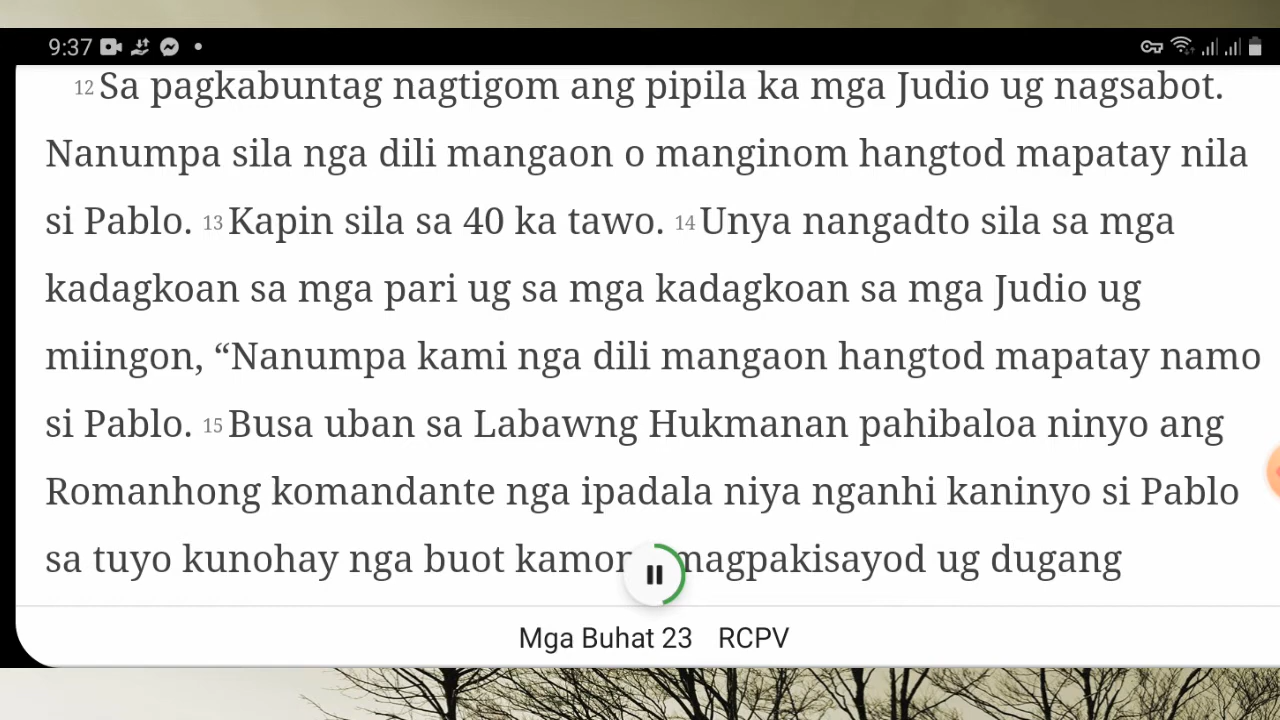 9:37
12 Sa pagkabuntag nagtigom ang pipila ka mga Judio ug nagsabot.
Nanumpa sila nga dili mangaon o manginom hangtod mapatay nila
si Pablo. 13 Kapin sila sa 40 ka tawo. 14 Unya nangadto sila sa mga
kadagkoan sa mga pari ug sa mga kadagkoan sa mga Judio ug
miingon, “Nanumpa kami nga dili mangaon hangtod mapatay namo
si Pablo. 15 Busa uban sa Labawng Hukmanan pahibaloa ninyo ang
Romanhong komandante nga ipadala niya nganhi kaninyo si Pablo
sa tuyo kunohay nga buot ug dugang
Mga Buhat 23 RCPV